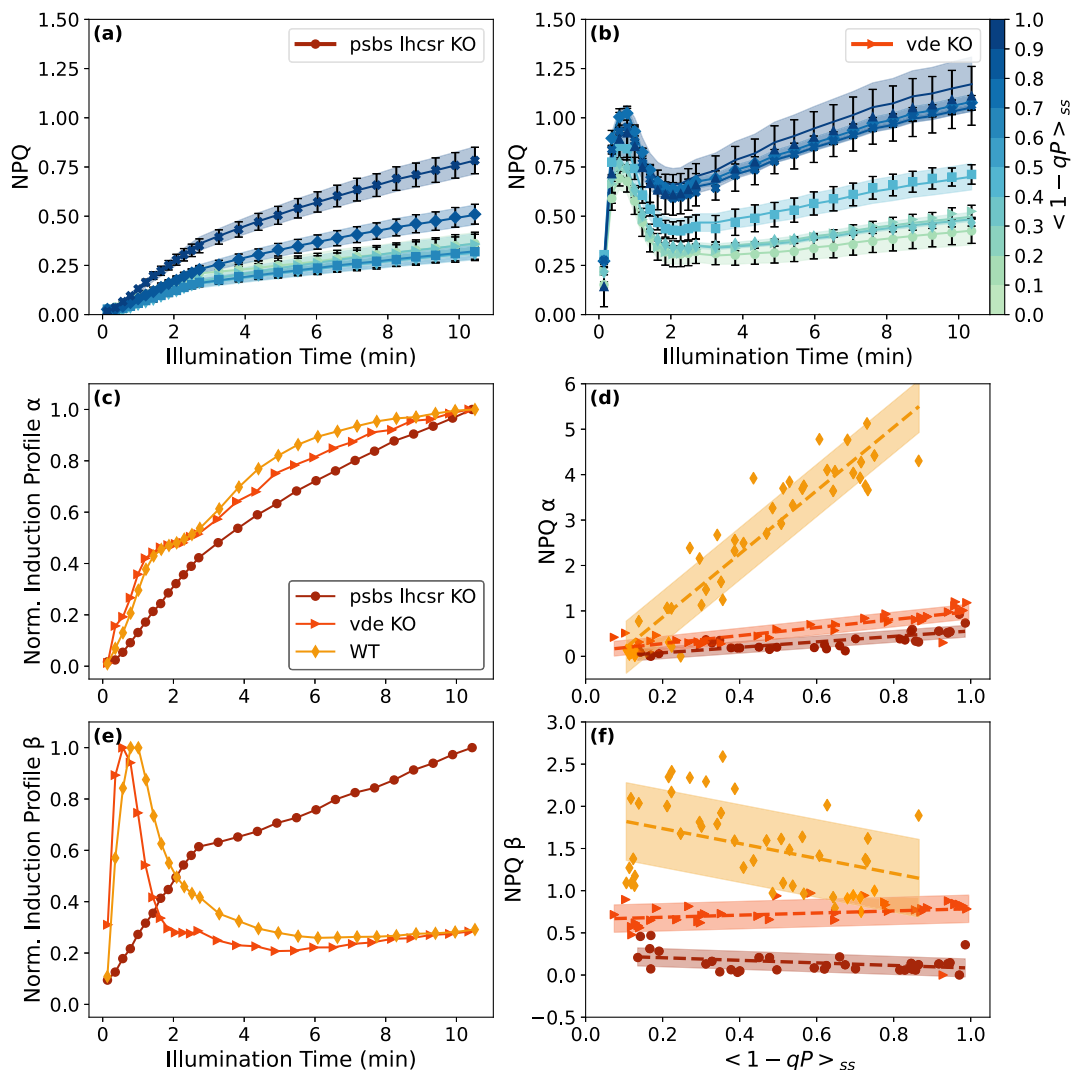 (a)
psbs lhcsr KO
NPQ
1.50
1.25
1.00
0.75
0.50
0.25
0.00
0 2 4 6 8 10
Illumination Time (min)
(b)
vde KO
NPQ
1.50
1.25
1.00
0.75
0.50
0.25
0.00
0 2 4 6 8 10
Illumination Time (min)
1.0
0.9
0.8
0.7
0.6
0.5
0.4
0.3
0.2
0.1
0.0
< 1 − qP > ss
(c)
Norm. Induction Profile α
1.0
0.8
0.6
0.4
0.2
0.0
psbs lhcsr KO
vde KO
WT
0 2 4 6 8 10
(d)
NPQ α
6
5
4
3
2
1
0
0.0 0.2 0.4 0.6 0.8 1.0
(e)
Norm. Induction Profile β
1.0
0.8
0.6
0.4
0.2
0.0
0 2 4 6 8 10
Illumination Time (min)
(f)
NPQ β
3.0
2.5
2.0
1.5
1.0
0.5
0.0
−0.5
0.0 0.2 0.4 0.6 0.8 1.0
< 1 − qP > ss